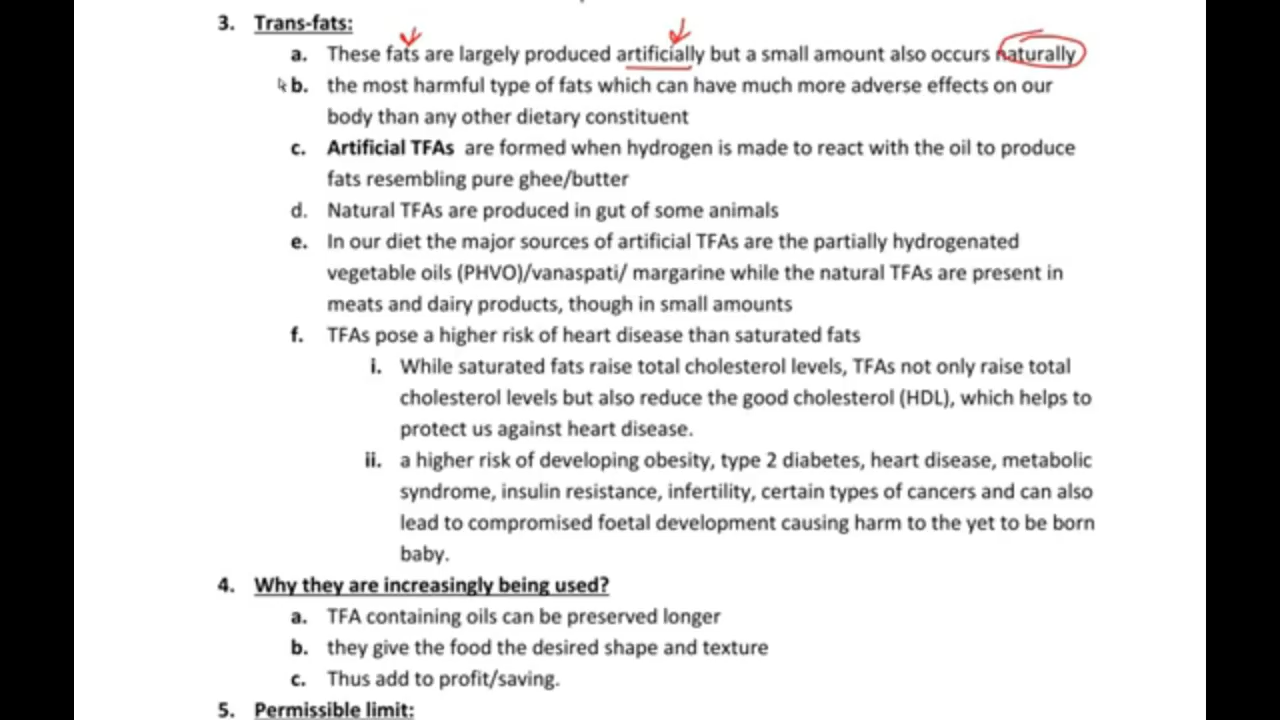 3. Trans-fats:
a. These fats are largely produced artificially but a small amount also occurs naturally
b. the most harmful type of fats which can have much more adverse effects on our
body than any other dietary constituent
c. Artificial TFAs are formed when hydrogen is made to react with the oil to produce
fats resembling pure ghee/butter
d. Natural TFAs are produced in gut of some animals
e. In our diet the major sources of artificial TFAs are the partially hydrogenated
vegetable oils (PHVO)/vanaspati/ margarine while the natural TFAs are present in
meats and dairy products, though in small amounts
f. TFAs pose a higher risk of heart disease than saturated fats
i. While saturated fats raise total cholesterol levels, TFAs not only raise total
cholesterol levels but also reduce the good cholesterol (HDL), which helps to
protect us against heart disease.
ii. a higher risk of developing obesity, type 2 diabetes, heart disease, metabolic
syndrome, insulin resistance, infertility, certain types of cancers and can also
lead to compromised foetal development causing harm to the yet to be born
baby.
4. Why they are increasingly being used?
a. TFA containing oils can be preserved longer
b. they give the food the desired shape and texture
c. Thus add to profit/saving.
5. Permissible limit: